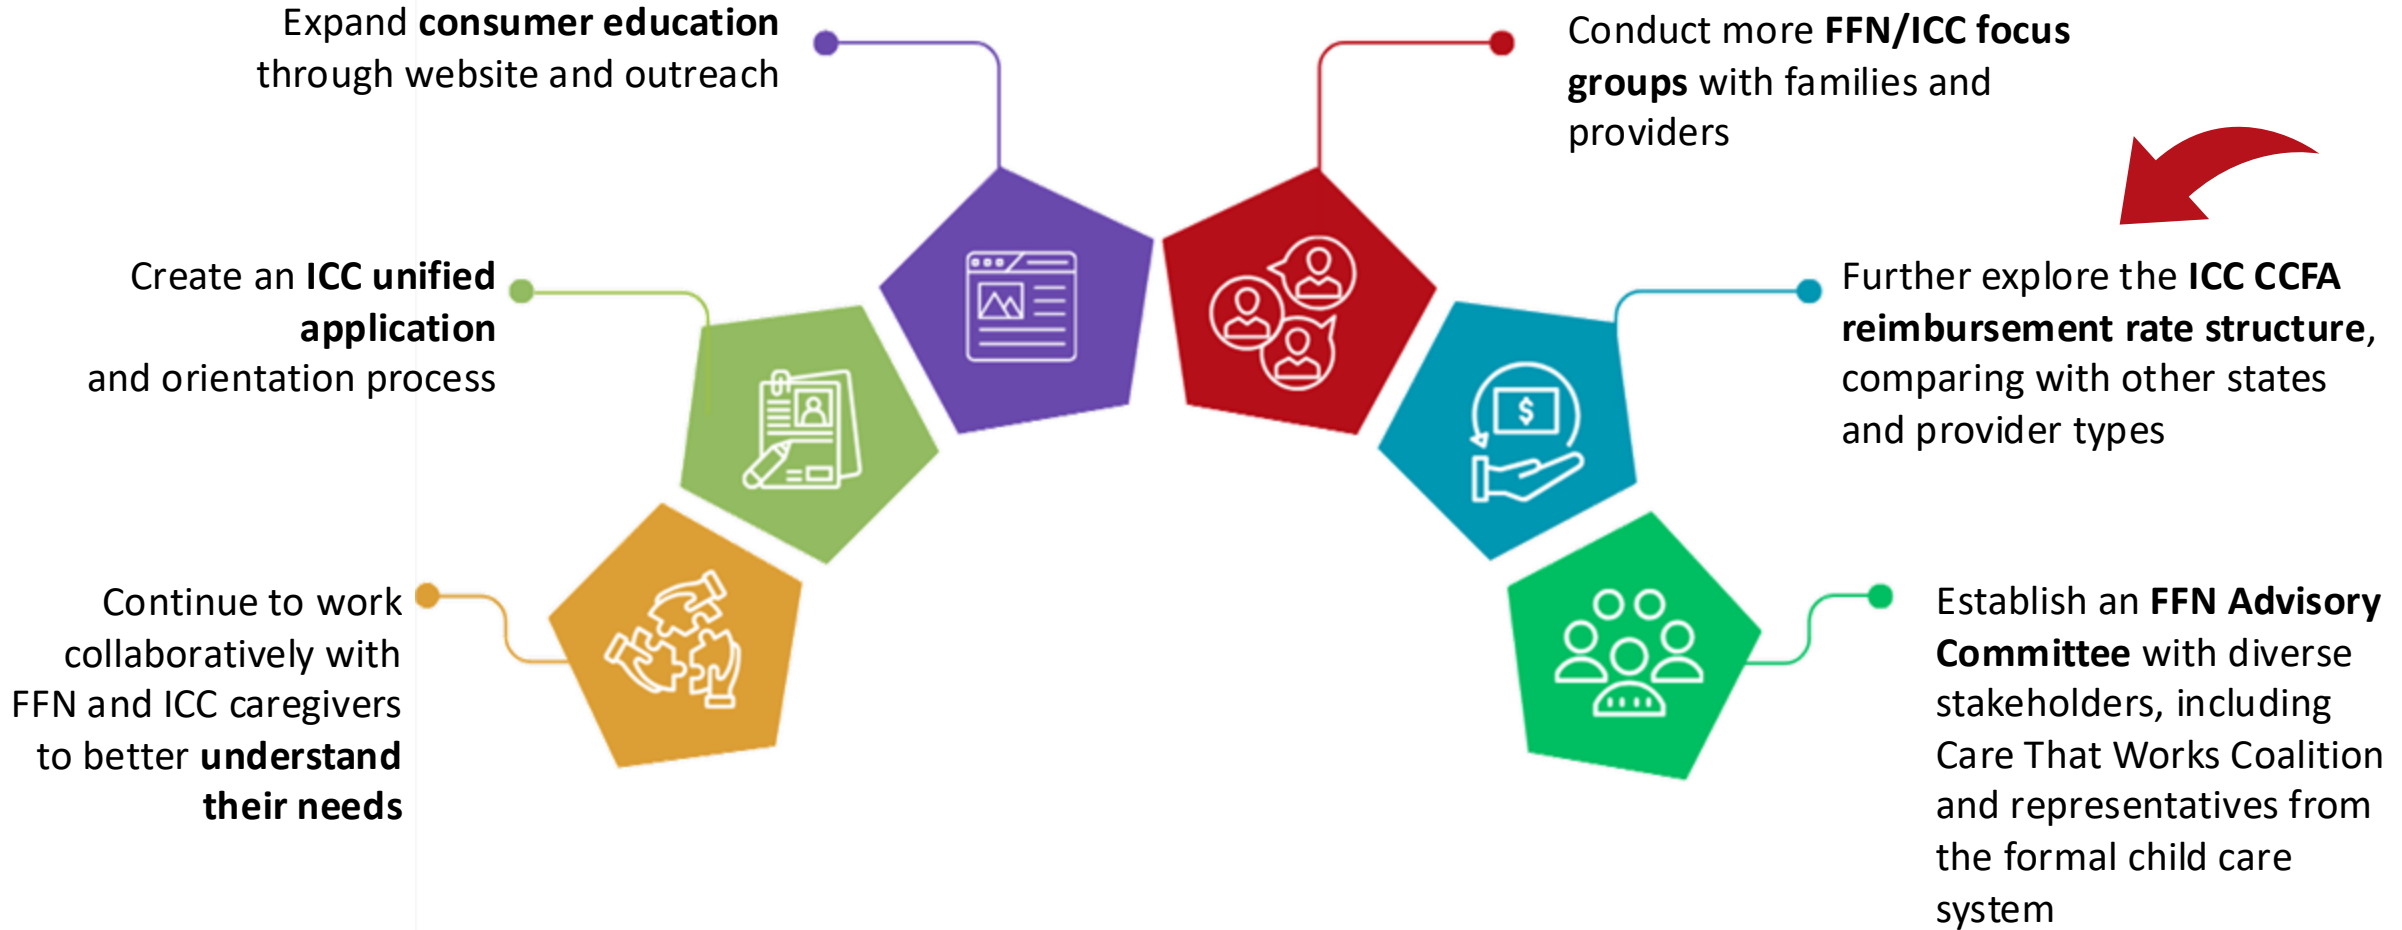 Expand consumer education
through website and outreach
Create an ICC unified
application
and orientation process
Continue to work
collaboratively with
FFN and ICC caregivers
to better understand
their needs
Conduct more FFN/ICC focus
groups with families and
providers
Further explore the ICC CCFA
reimbursement rate structure,
comparing with other states
and provider types
$
Establish an FFN Advisory
Committee with diverse
stakeholders, including
Care That Works Coalition
and representatives from
the formal child care
system